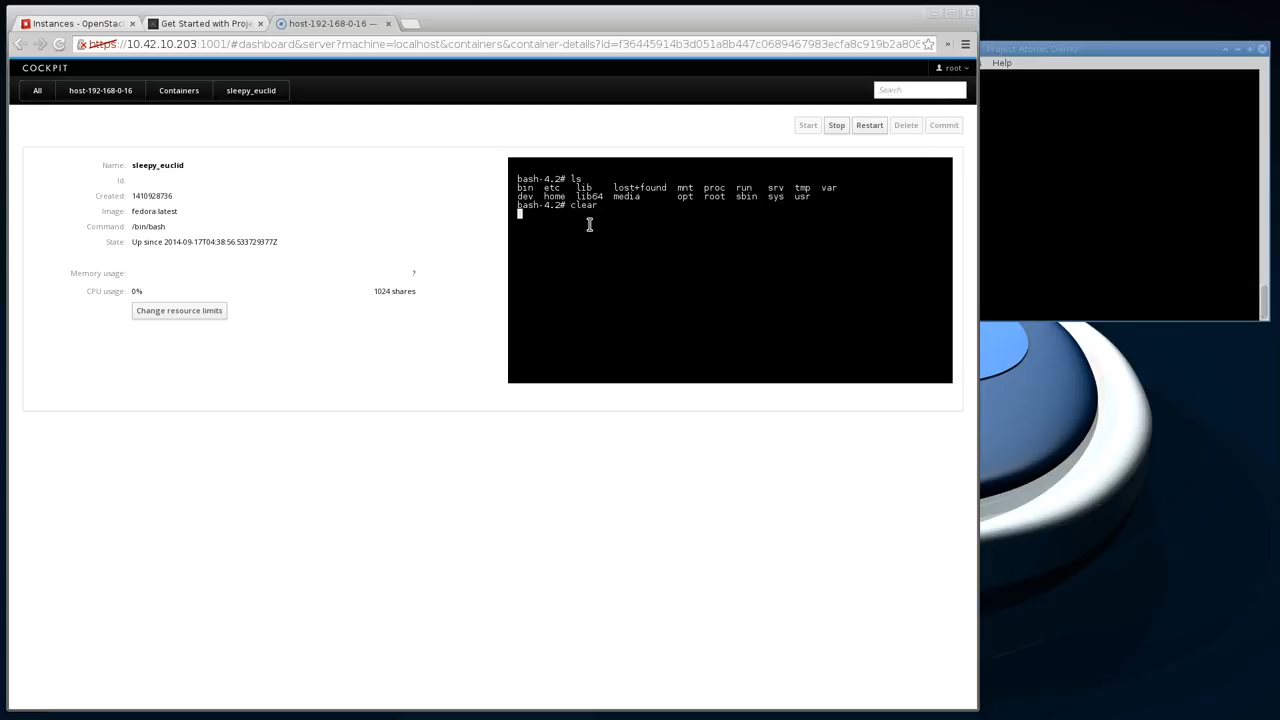 Instances - OpenStac
Get Started with Proje
host-192-168-0-16 —
https://10.42.10.203:1001/#dashboard&server?machine=localhost&containers&container-details?id=f36445914b3d051a8b447c0689467983ecfa8c919b2a806
Project Atomic Demo
Help
COCKPIT
root
All
host-192-168-0-16
Containers
sleepy_euclid
Search
Start
Stop
Restart
Delete
Commit
Name: sleepy_euclid
Id:
Created: 1410928736
Image: fedora:latest
Command /bin/bash
State Up since 2014-09-17T04:38:56.533729377Z
Memory usage: ?
CPU usage: 0% 1024 shares
Change resource limits
bash-4.2# ls
bin etc lib lost+found mnt proc run srv tmp var
dev home lib64 media opt root sbin sys usr
bash-4.2# clear